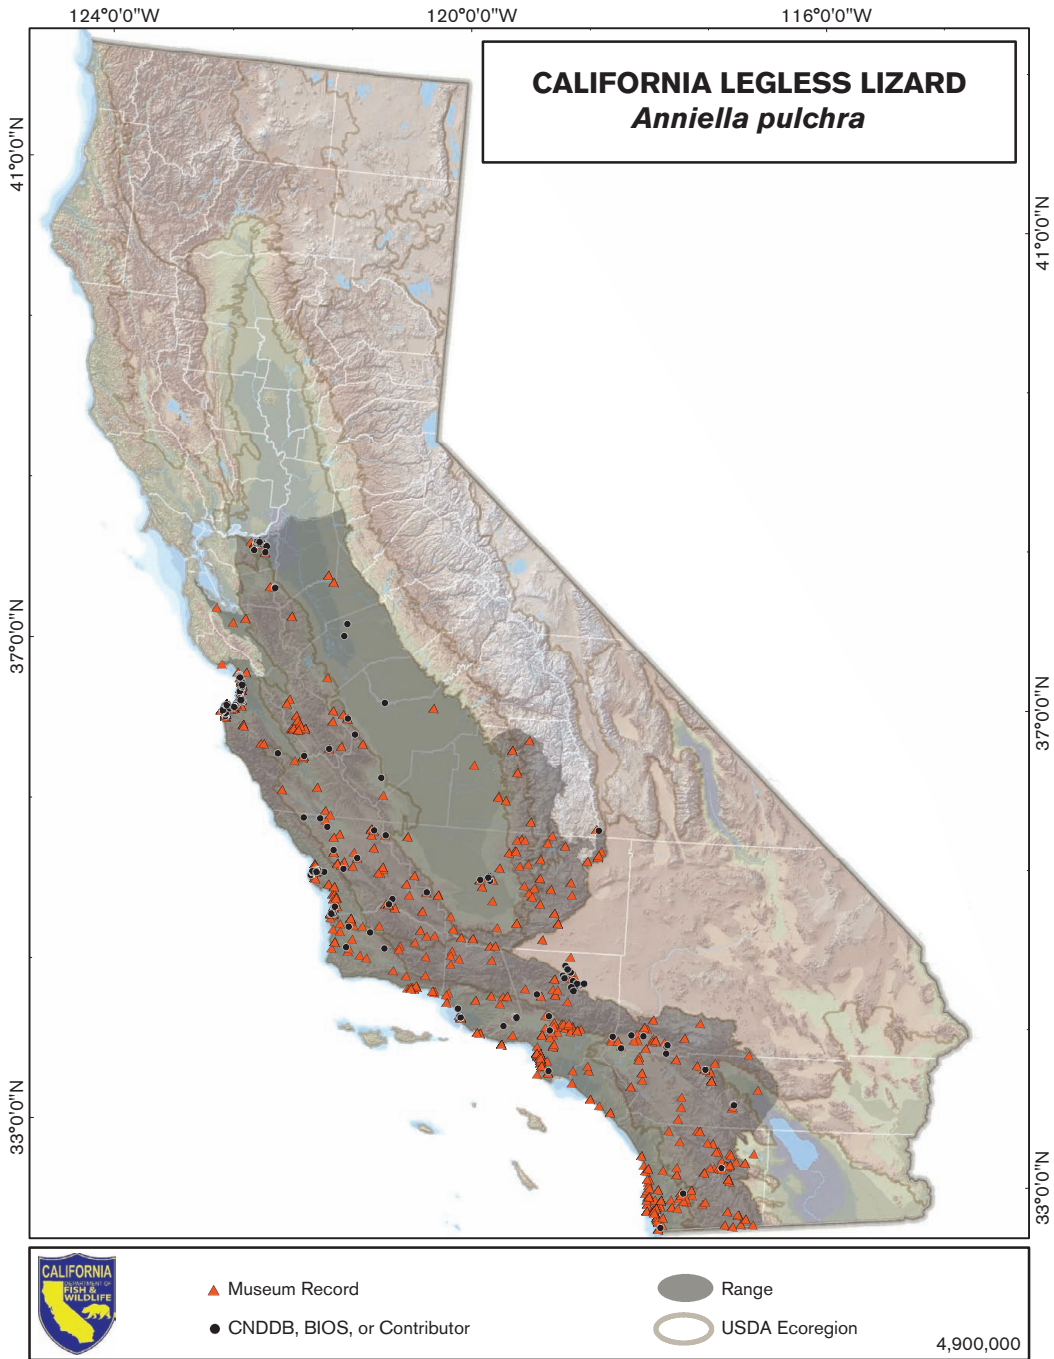 124°0'0"W 120°0'0"W 116°0'0"W
CALIFORNIA LEGLESS LIZARD
Anniella pulchra
41°0'0"N
41°0'0"N
37°0'0"N
37°0'0"N
33°0'0"N
33°0'0"N
CALIFORNIA
DEPARTMENT OF
FISH &
WILDLIFE
Museum Record
Range
CNDDB, BIOS, or Contributor
USDA Ecoregion
4,900,000